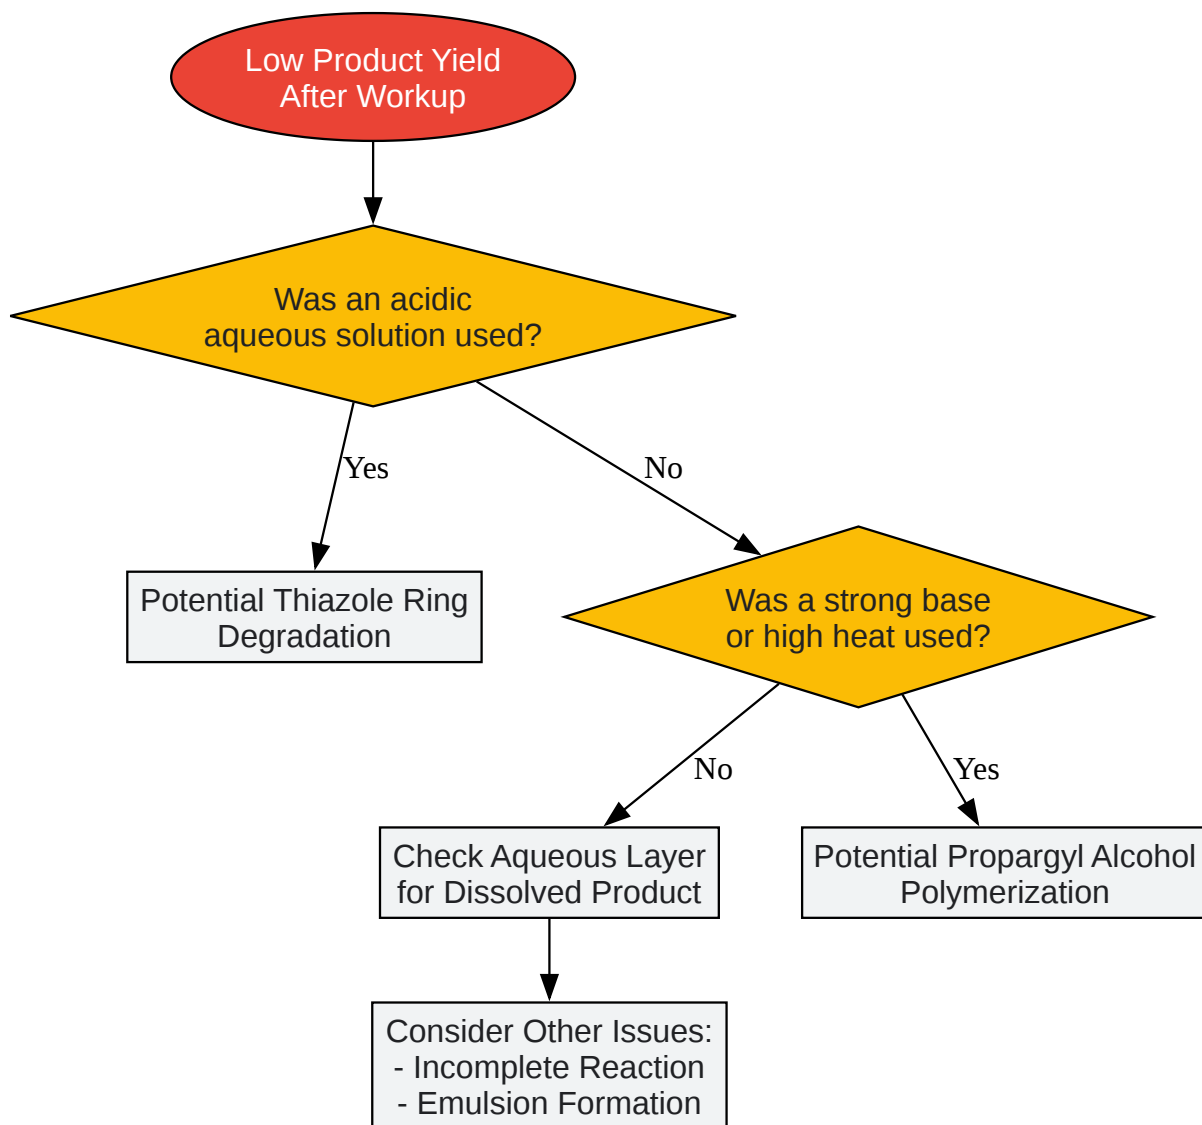 Low Product Yield
After Workup
Was an acidic
aqueous solution used?
Yes
No
Potential Thiazole Ring
Degradation
Was a strong base
or high heat used?
No
Yes
Check Aqueous Layer
for Dissolved Product
Potential Propargyl Alcohol
Polymerization
Consider Other Issues:
- Incomplete Reaction
- Emulsion Formation